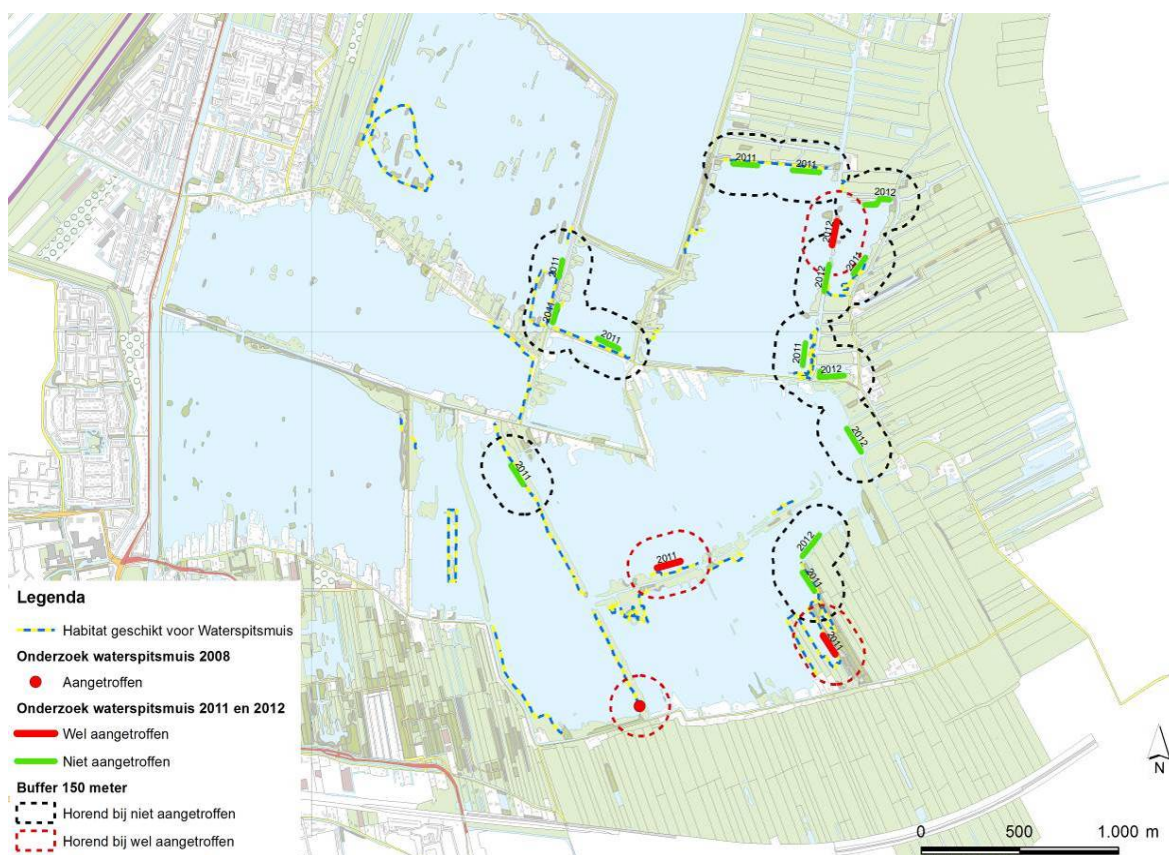 2011
2011
2012
2012
2011
2012
2011
2011
2011
2011
2012
2012
2011
2011
2012
2011
2011
Legenda
Habitat geschikt voor Waterspitsmuis
Onderzoek waterspitsmuis 2008
Aangetroffen
Onderzoek waterspitsmuis 2011 en 2012
Wel aangetroffen
Niet aangetroffen
Buffer 150 meter
Horend bij niet aangetroffen
Horend bij wel aangetroffen
N
0 500 1.000 m